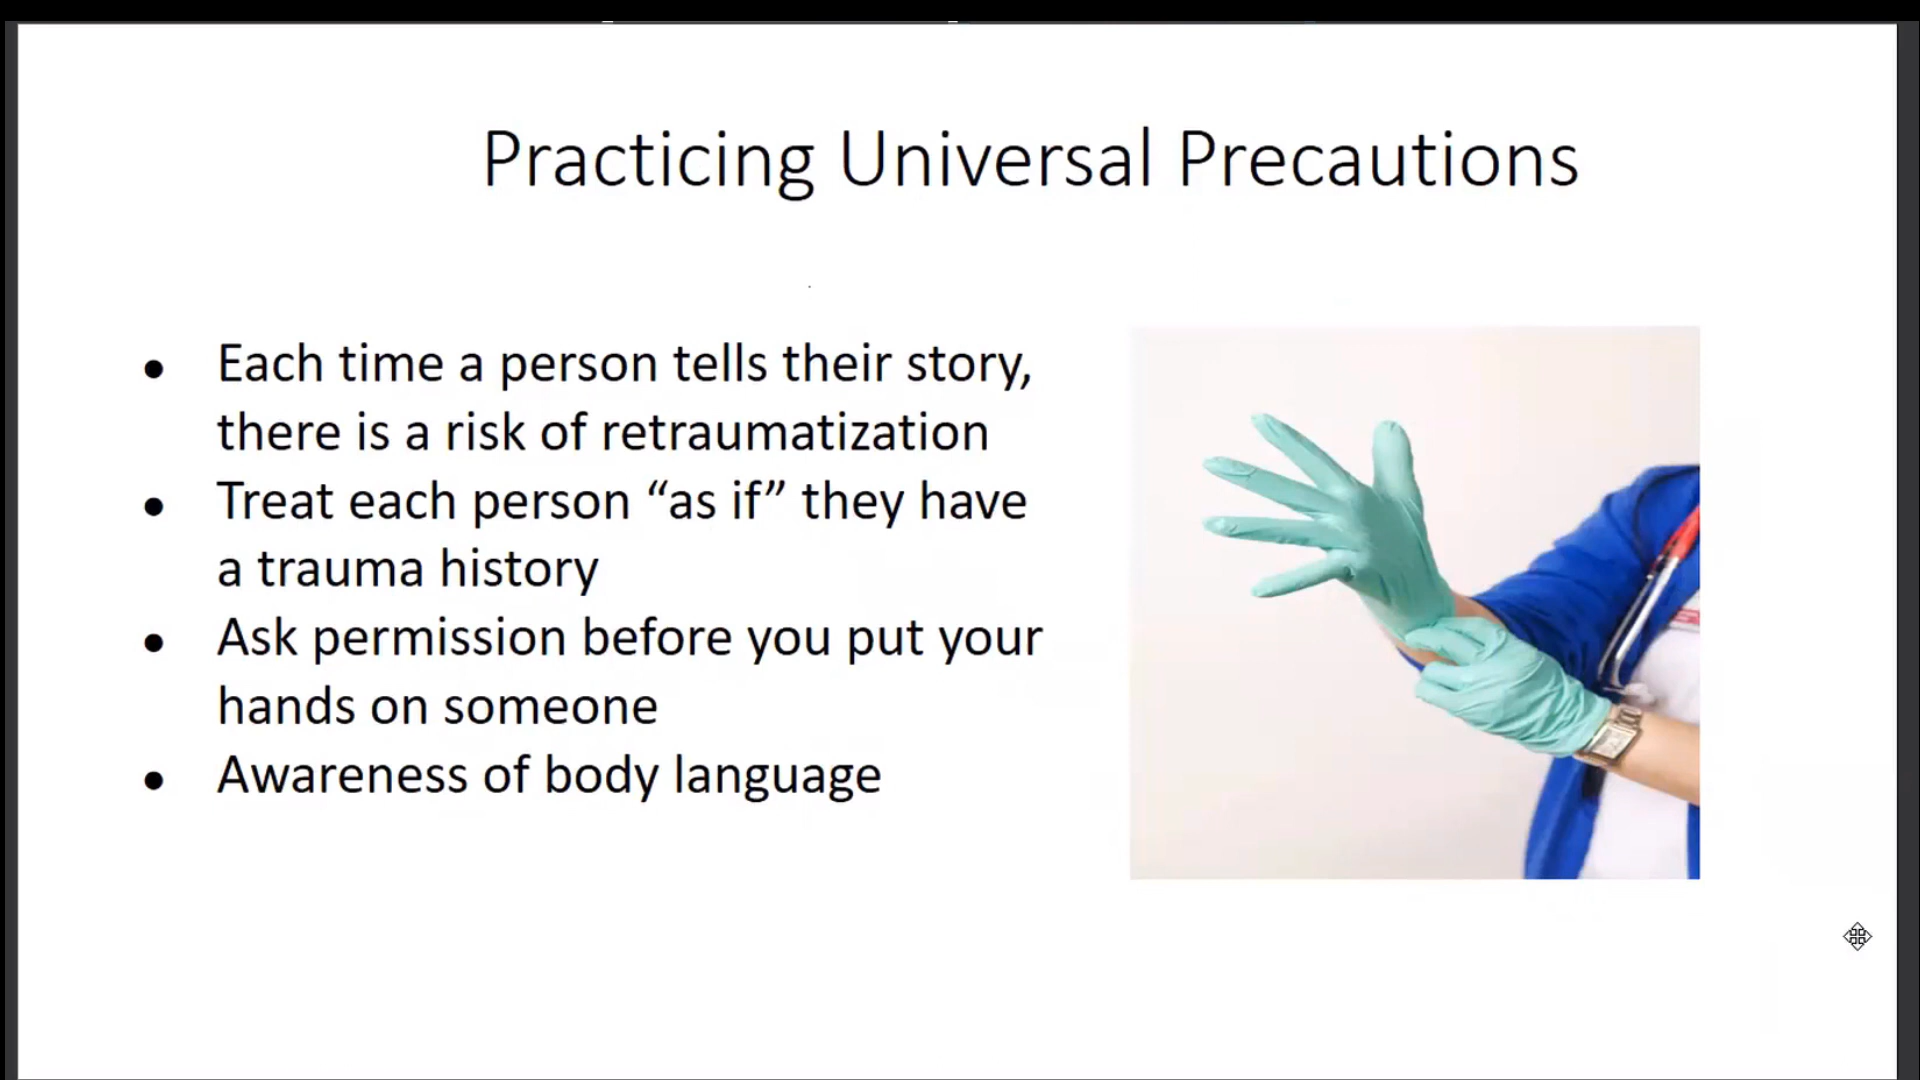 Practicing Universal Precautions
● Each time a person tells their story,
there is a risk of retraumatization
● Treat each person “as if” they have
a trauma history
● Ask permission before you put your
hands on someone
● Awareness of body language